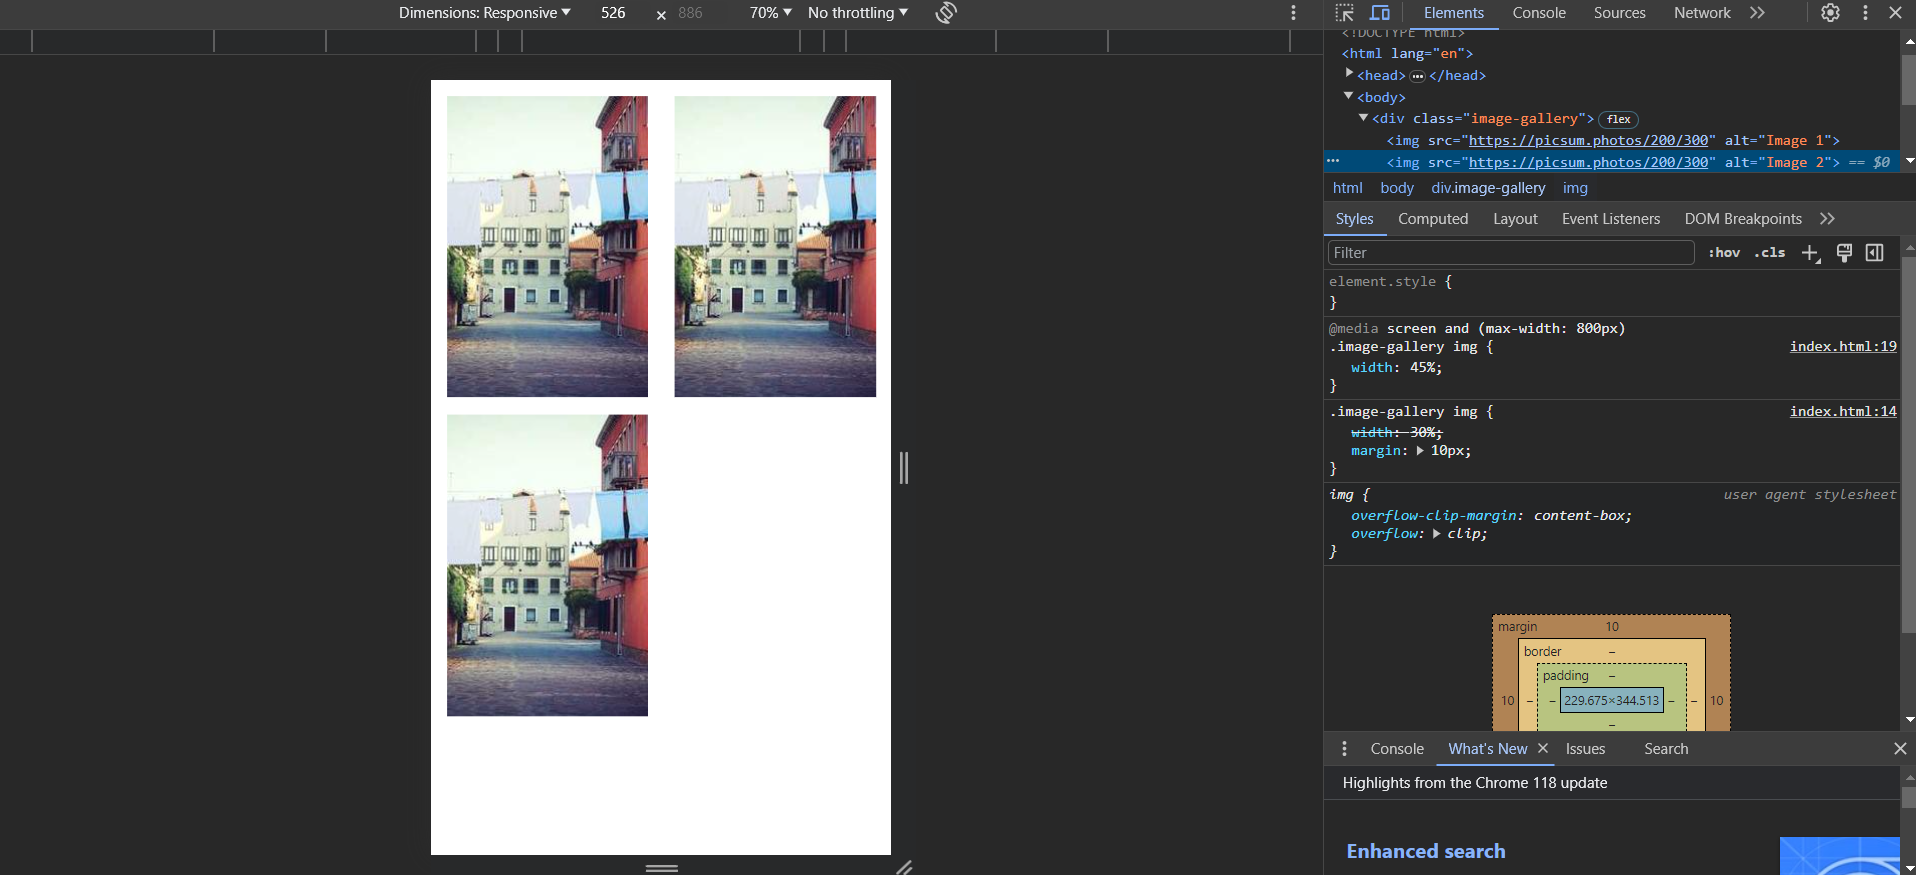 Dimensions: Responsive 526 × 886 70% No throttling
Elements Console Sources Network
<!DOCTYPE html>
<html lang="en">
<head> ··· </head>
<body>
<div class="image-gallery"> flex
<img src="https://picsum.photos/200/300" alt="Image 1">
··· <img src="https://picsum.photos/200/300" alt="Image 2"> == $0
html body div.image-gallery img
Styles Computed Layout Event Listeners DOM Breakpoints
Filter :hov .cls
element.style {
}
@media screen and (max-width: 800px)
.image-gallery img { index.html:19
width: 45%;
}
.image-gallery img { index.html:14
width: 30%;
margin: 10px;
}
img { user agent stylesheet
overflow-clip-margin: content-box;
overflow: clip;
}
margin 10
border –
padding –
10 – – 229.675×344.513 – – 10
–
Console What's New Issues Search
Highlights from the Chrome 118 update
Enhanced search